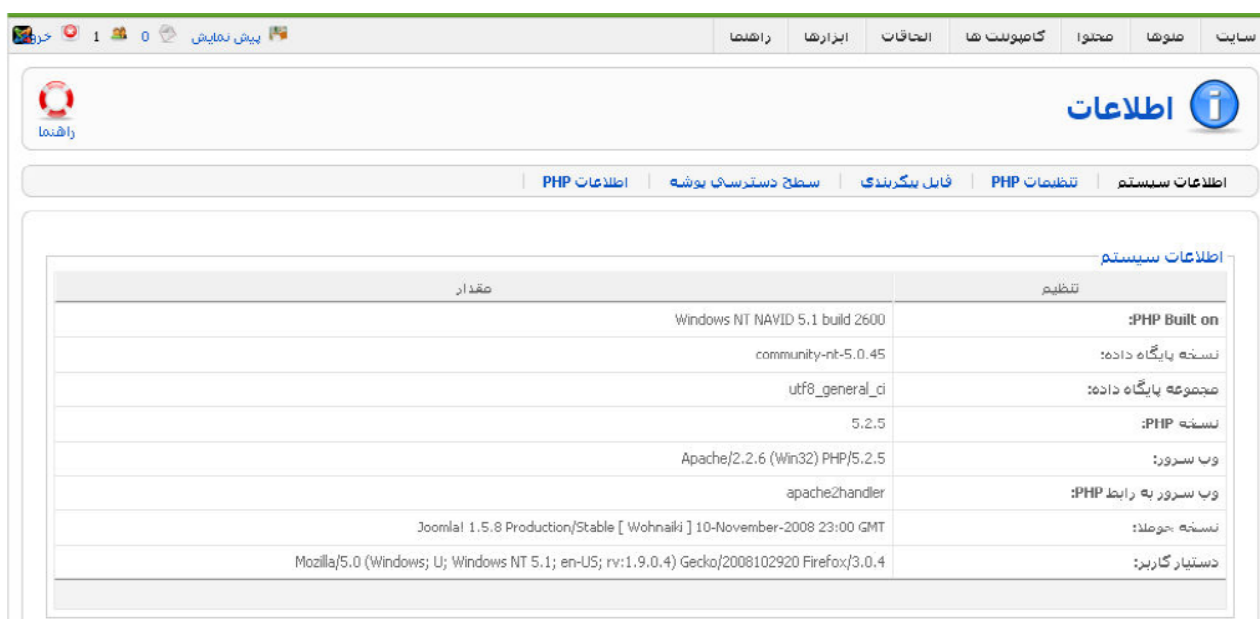 سایت منوها محتوا کامپوننت ها الحاقات ابزارها راهنما پیش نمایش 0 1
اطلاعات
راهنما
اطلاعات سیستم | تنظیمات PHP | فایل پیکربندی | سطح دسترسی پوشه | اطلاعات PHP |
اطلاعات سیستم
تنظیم مقدار
PHP Built on: Windows NT NAVID 5.1 build 2600
نسخه پایگاه داده: community-nt-5.0.45
مجموعه پایگاه داده: utf8_general_ci
نسخه PHP: 5.2.5
وب سرور: Apache/2.2.6 (Win32) PHP/5.2.5
وب سرور به رابط PHP: apache2handler
نسخه جوملا: Joomla! 1.5.8 Production/Stable [ Wohnaiki ] 10-November-2008 23:00 GMT
دستیار کاربر: Mozilla/5.0 (Windows; U; Windows NT 5.1; en-US; rv:1.9.0.4) Gecko/2008102920 Firefox/3.0.4